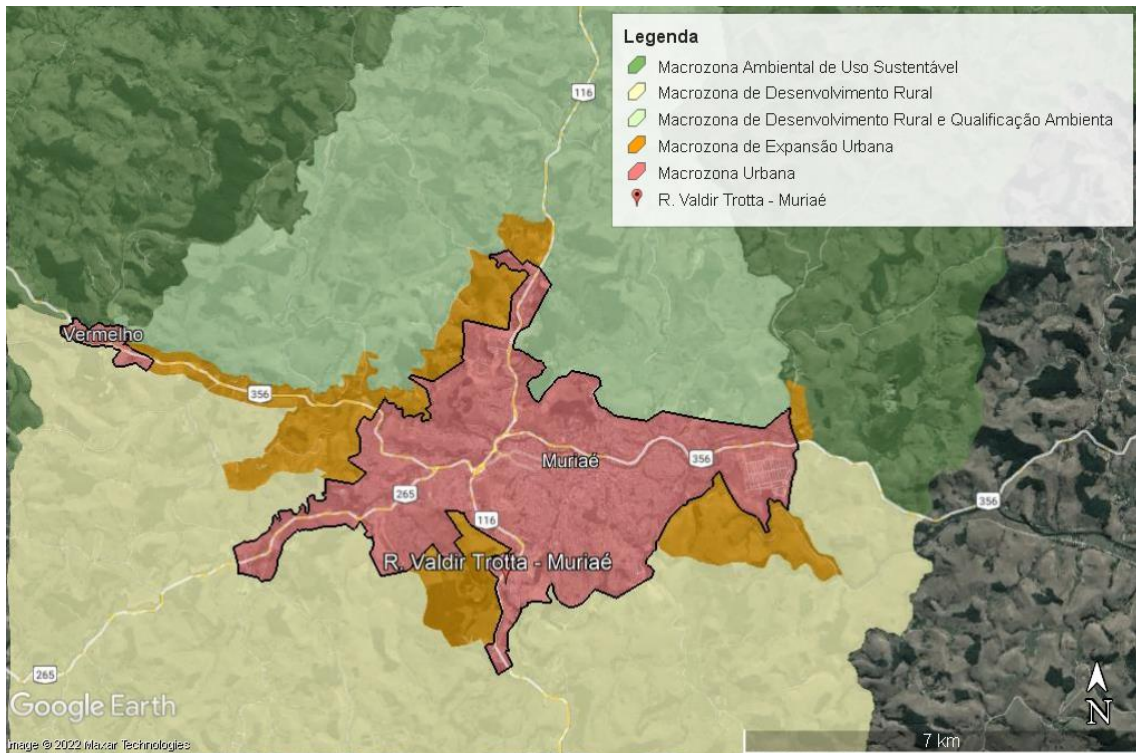 Legenda
Macrozona Ambiental de Uso Sustentável
Macrozona de Desenvolvimento Rural
Macrozona de Desenvolvimento Rural e Qualificação Ambienta
Macrozona de Expansão Urbana
Macrozona Urbana
R. Valdir Trotta - Muriaé
116
Vermelho
356
Muriaé
356
265
356
116
R. Valdir Trotta - Muriaé
265
Google Earth
N
7 km
mage © 2022 Maxar Technologies